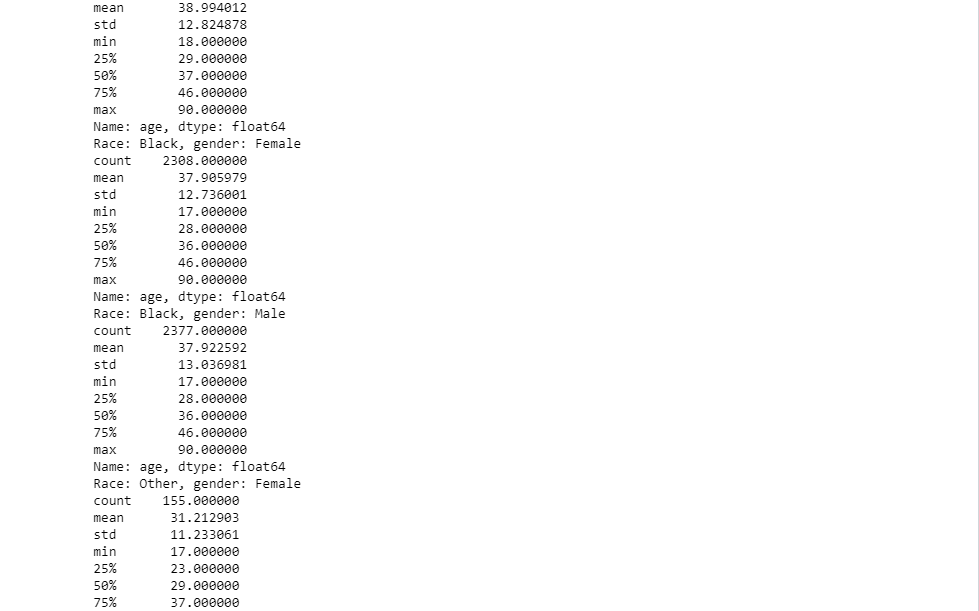 mean       38.994012
std        12.824878
min        18.000000
25%        29.000000
50%        37.000000
75%        46.000000
max        90.000000
Name: age, dtype: float64
Race: Black, gender: Female
count    2308.000000
mean       37.905979
std        12.736001
min        17.000000
25%        28.000000
50%        36.000000
75%        46.000000
max        90.000000
Name: age, dtype: float64
Race: Black, gender: Male
count    2377.000000
mean       37.922592
std        13.036981
min        17.000000
25%        28.000000
50%        36.000000
75%        46.000000
max        90.000000
Name: age, dtype: float64
Race: Other, gender: Female
count    155.000000
mean      31.212903
std       11.233061
min       17.000000
25%       23.000000
50%       29.000000
75%       37.000000